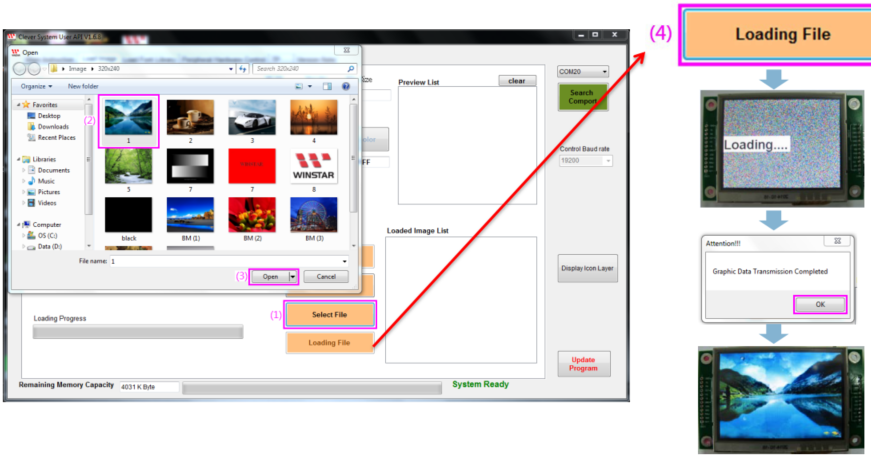 Clever System User API V1.8.
Open
Image ▸ 320x240
Search 320x240
Organize
New folder
Favorites
Desktop
Downloads
Recent Places
Libraries
Documents
Music
Pictures
Videos
Computer
OS (C:)
Data (D:)
(2)
1
2
3
4
5
7
7
WINSTAR
8
black
BM (1)
BM (2)
BM (3)
File name: 1
(3)
Open
Cancel
Size
FF
Preview List
clear
Loaded Image List
COM20
Search
Comport
Control Baud rate
19200
Display Icon Layer
Update
Program
(1)
Select File
Loading File
Loading Progress
Remaining Memory Capacity
4031 K Byte
System Ready
(4)
Loading File
Loading....
Attention!!!
Graphic Data Transmission Completed
OK